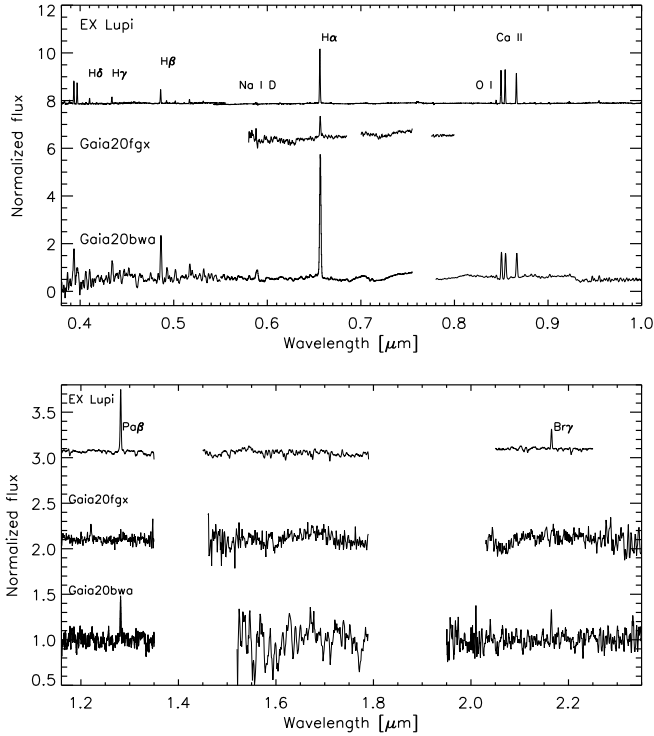 12
EX Lupi
Hα
Ca II
10
Hβ
Hδ Hγ
Na I D
O I
8
Normalized flux
6
Gaia20fgx
4
Gaia20bwa
2
0
0.4 0.5 0.6 0.7 0.8 0.9 1.0
Wavelength [μm]
EX Lupi
3.5
Paβ
Brγ
3.0
Gaia20fgx
2.5
Normalized flux
2.0
Gaia20bwa
1.5
1.0
0.5
1.2 1.4 1.6 1.8 2.0 2.2
Wavelength [μm]